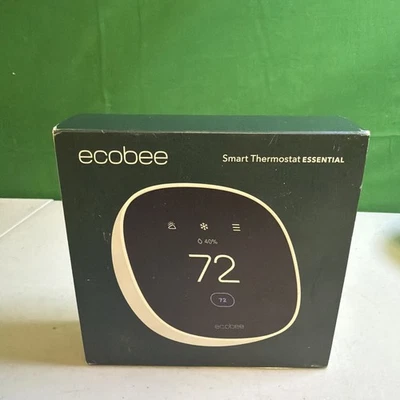 ecobee
Smart Thermostat ESSENTIAL
40%
72
72
ecobee